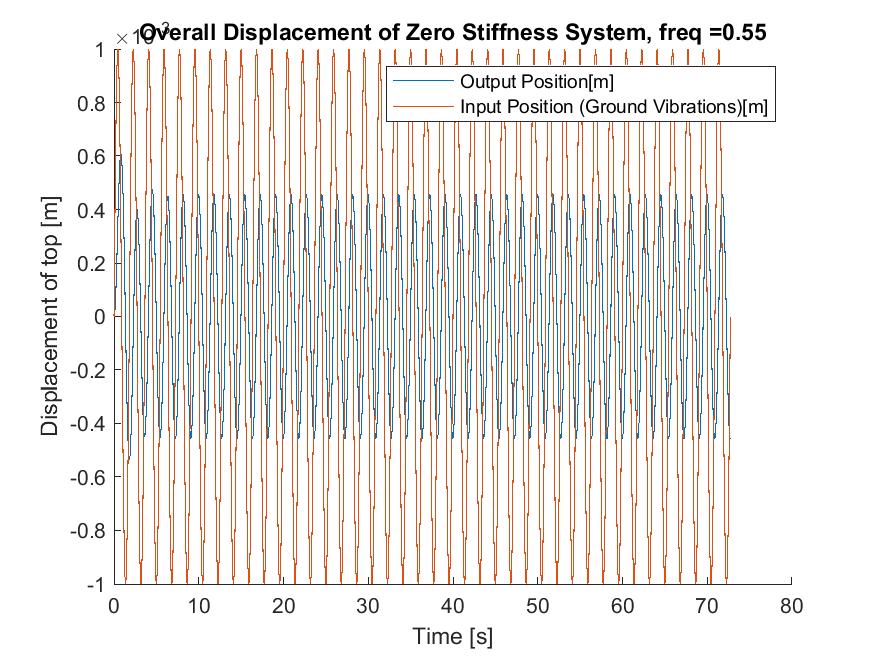 ×10-3
Overall Displacement of Zero Stiffness System, freq =0.55
Output Position[m]
Input Position (Ground Vibrations)[m]
Displacement of top [m]
1
0.8
0.6
0.4
0.2
0
-0.2
-0.4
-0.6
-0.8
-1
0 10 20 30 40 50 60 70 80
Time [s]